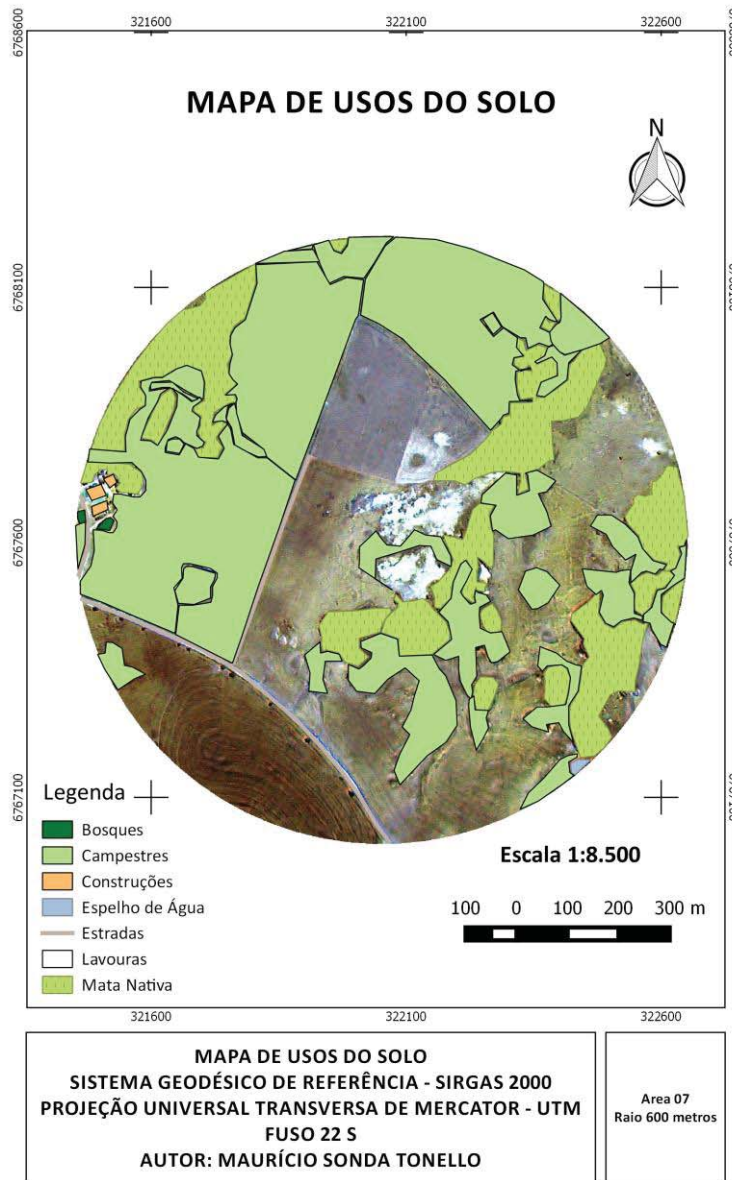 321600 322100 322600
6768600
MAPA DE USOS DO SOLO
N
6768100
6767600
6767100
Legenda
Bosques
Campestres
Construções
Espelho de Água
Estradas
Lavouras
Mata Nativa
Escala 1:8.500
100 0 100 200 300 m
321600 322100 322600
MAPA DE USOS DO SOLO
SISTEMA GEODÉSICO DE REFERÊNCIA - SIRGAS 2000
PROJEÇÃO UNIVERSAL TRANSVERSA DE MERCATOR - UTM
FUSO 22 S
AUTOR: MAURÍCIO SONDA TONELLO
Area 07
Raio 600 metros